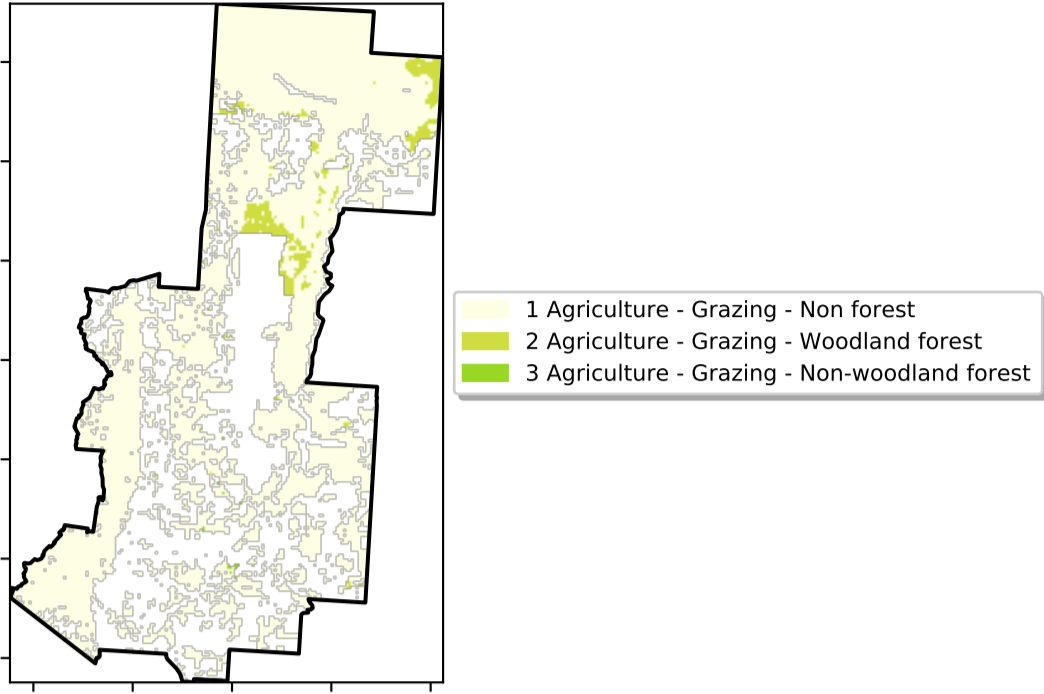 1 Agriculture - Grazing - Non forest
2 Agriculture - Grazing - Woodland forest
3 Agriculture - Grazing - Non-woodland forest